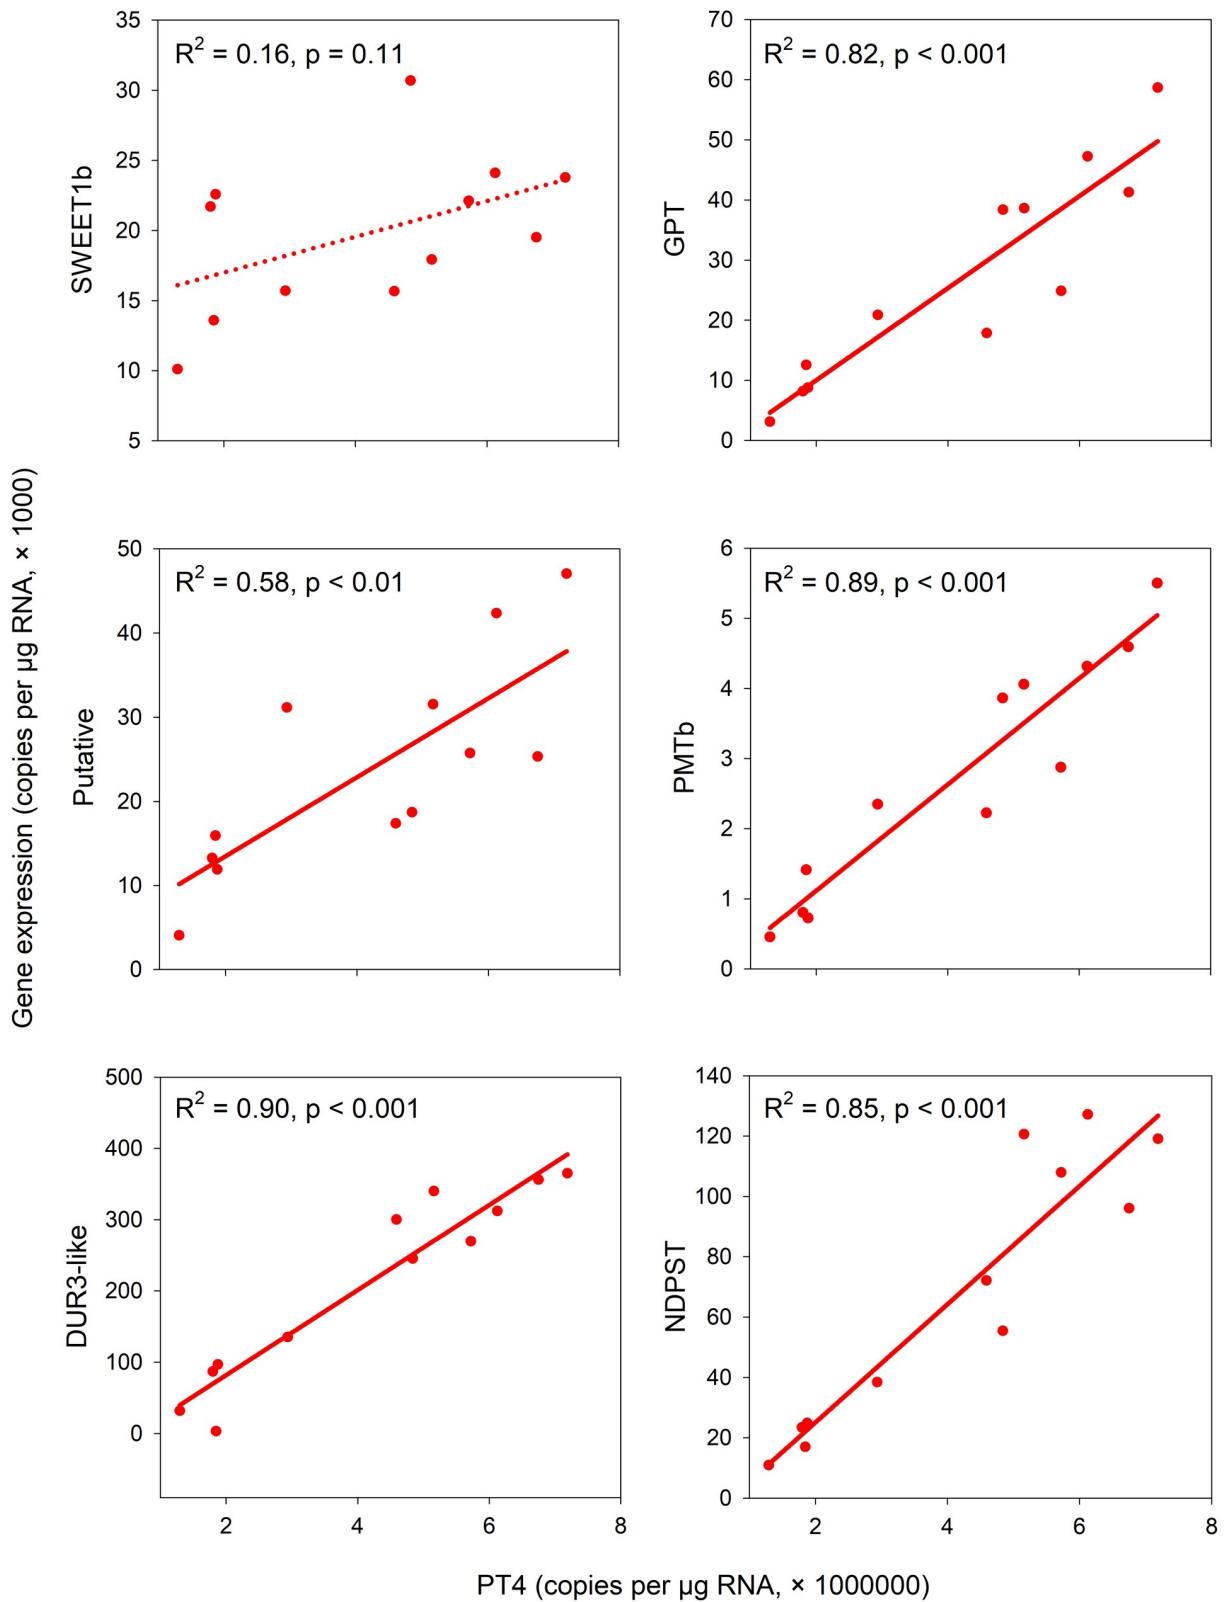 Gene expression (copies per µg RNA, × 1000)
SWEET1b
R² = 0.16, p = 0.11
35
30
25
20
15
10
5
GPT
R² = 0.82, p < 0.001
70
60
50
40
30
20
10
0
Putative
R² = 0.58, p < 0.01
50
40
30
20
10
0
PMTb
R² = 0.89, p < 0.001
6
5
4
3
2
1
0
DUR3-like
R² = 0.90, p < 0.001
500
400
300
200
100
0
2 4 6 8
NDPST
R² = 0.85, p < 0.001
140
120
100
80
60
40
20
0
2 4 6 8
PT4 (copies per µg RNA, × 1000000)